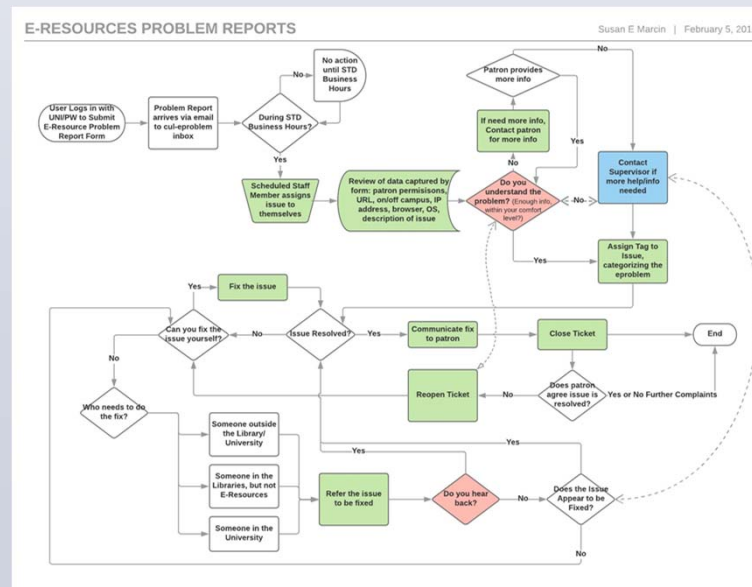 E-RESOURCES PROBLEM REPORTS
Susan E Marcin | February 5, 201
No
No action
until STD
Business
Hours
No
Patron provides
more info
User Logs in with
UNI/PW to Submit
E-Resource Problem
Report Form
Problem Report
arrives via email
to cul-eproblem
inbox
During STD
Business Hours?
If need more info,
Contact patron
for more info
Yes
Yes
No
Scheduled Staff
Member assigns
issue to
themselves
Review of data captured by
form: patron permisisons,
URL, on/off campus, IP
address, browser, OS,
description of issue
Do you
understand the
problem? (Enough info,
within your comfort
level?)
No
Contact
Supervisor if
more help/info
needed
Yes
Assign Tag to
Issue,
categorizing the
eproblem
Yes
Fix the issue
Can you fix the
issue yourself?
No
Issue Resolved?
Yes
Communicate fix
to patron
Close Ticket
End
No
Who needs to do
the fix?
Reopen Ticket
No
Does patron
agree issue is
resolved?
Yes or No Further Complaints
Someone outside
the Library/
University
Yes
Yes
Someone in the
Libraries, but not
E-Resources
Refer the issue
to be fixed
Do you hear
back?
No
Does the Issue
Appear to be
Fixed?
Someone in the
University
No